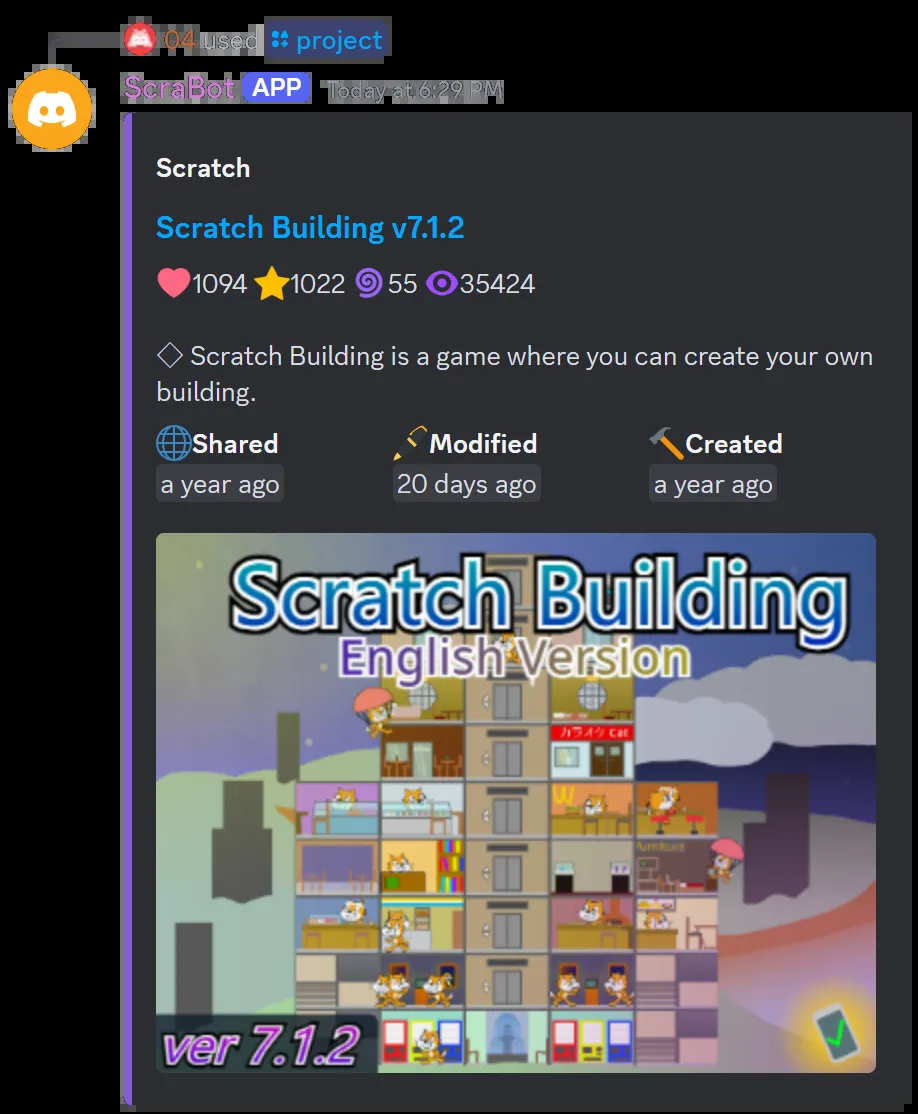 04 used project
ScraBot APP Today at 6:29 PM
Scratch
Scratch Building v7.1.2
1094 1022 55 35424
◇ Scratch Building is a game where you can create your own
building.
Shared Modified Created
a year ago 20 days ago a year ago
Scratch Building
English Version
カラオケ cat
furniture
ver 7.1.2